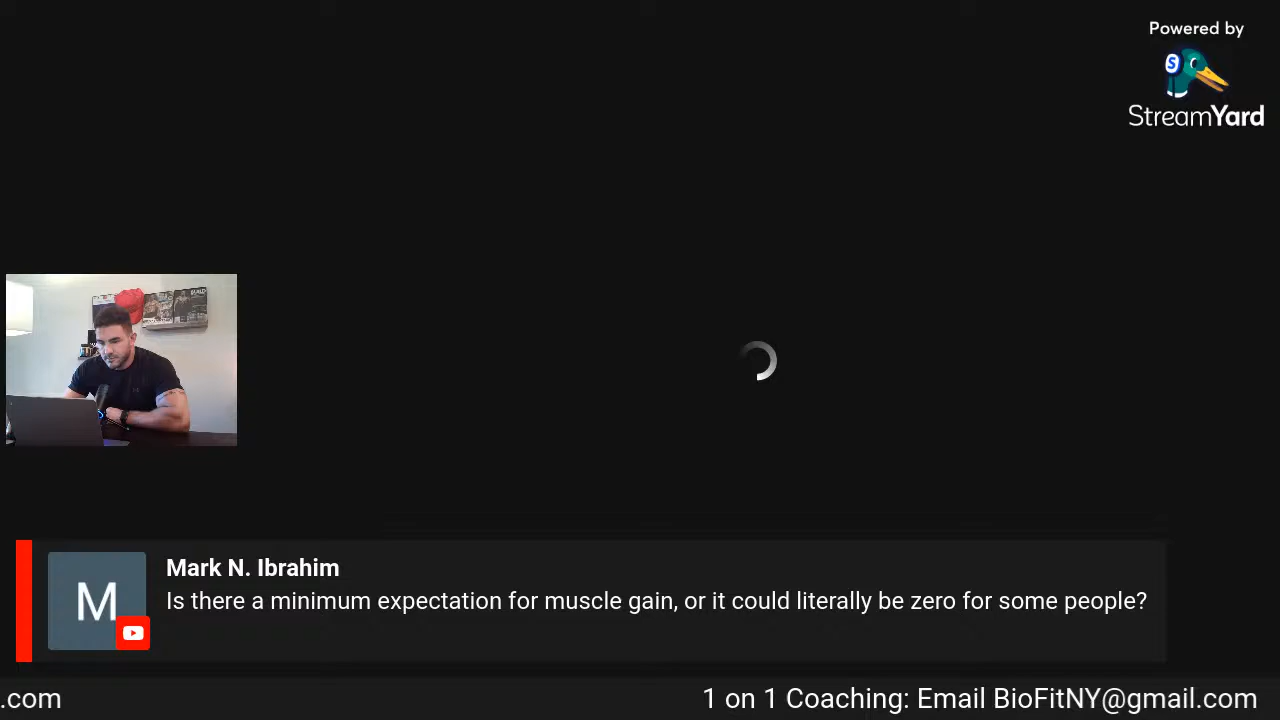 Powered by
S
StreamYard
BUILD
M
Mark N. Ibrahim
Is there a minimum expectation for muscle gain, or it could literally be zero for some people?
.com
1 on 1 Coaching: Email BioFitNY@gmail.com